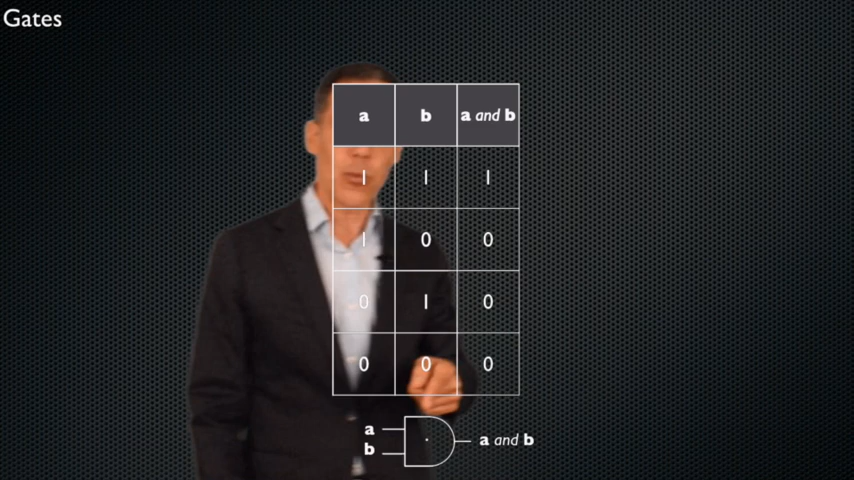 Gates
a b a and b
1 1 1
1 0 0
0 1 0
0 0 0
a
b
a and b